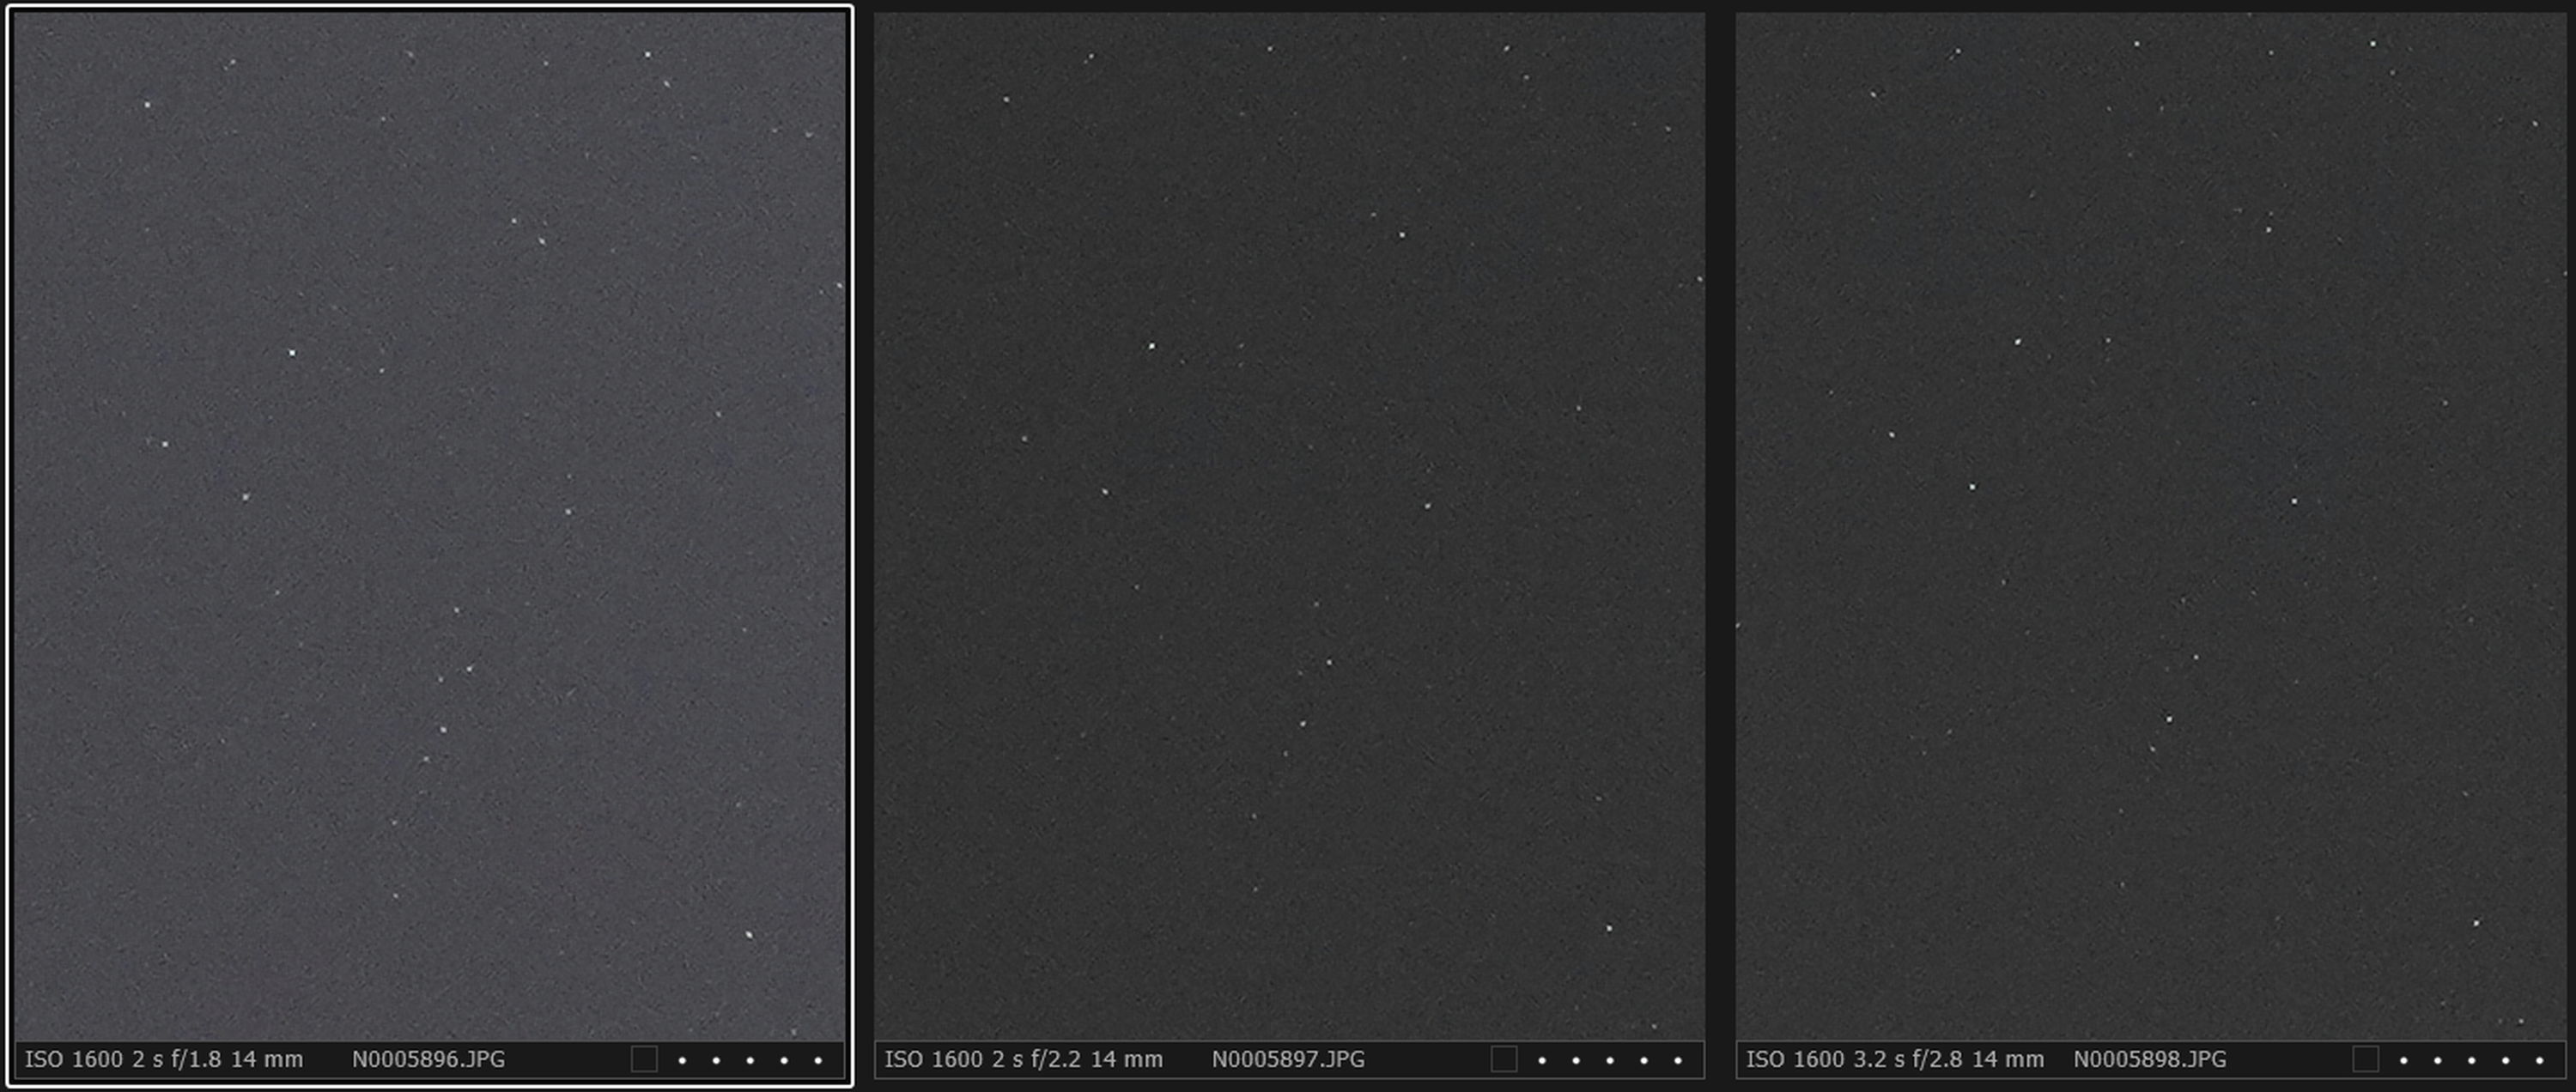 ISO 1600 2 s f/1.8 14 mm N0005896.JPG
ISO 1600 2 s f/2.2 14 mm N0005897.JPG
ISO 1600 3.2 s f/2.8 14 mm N0005898.JPG